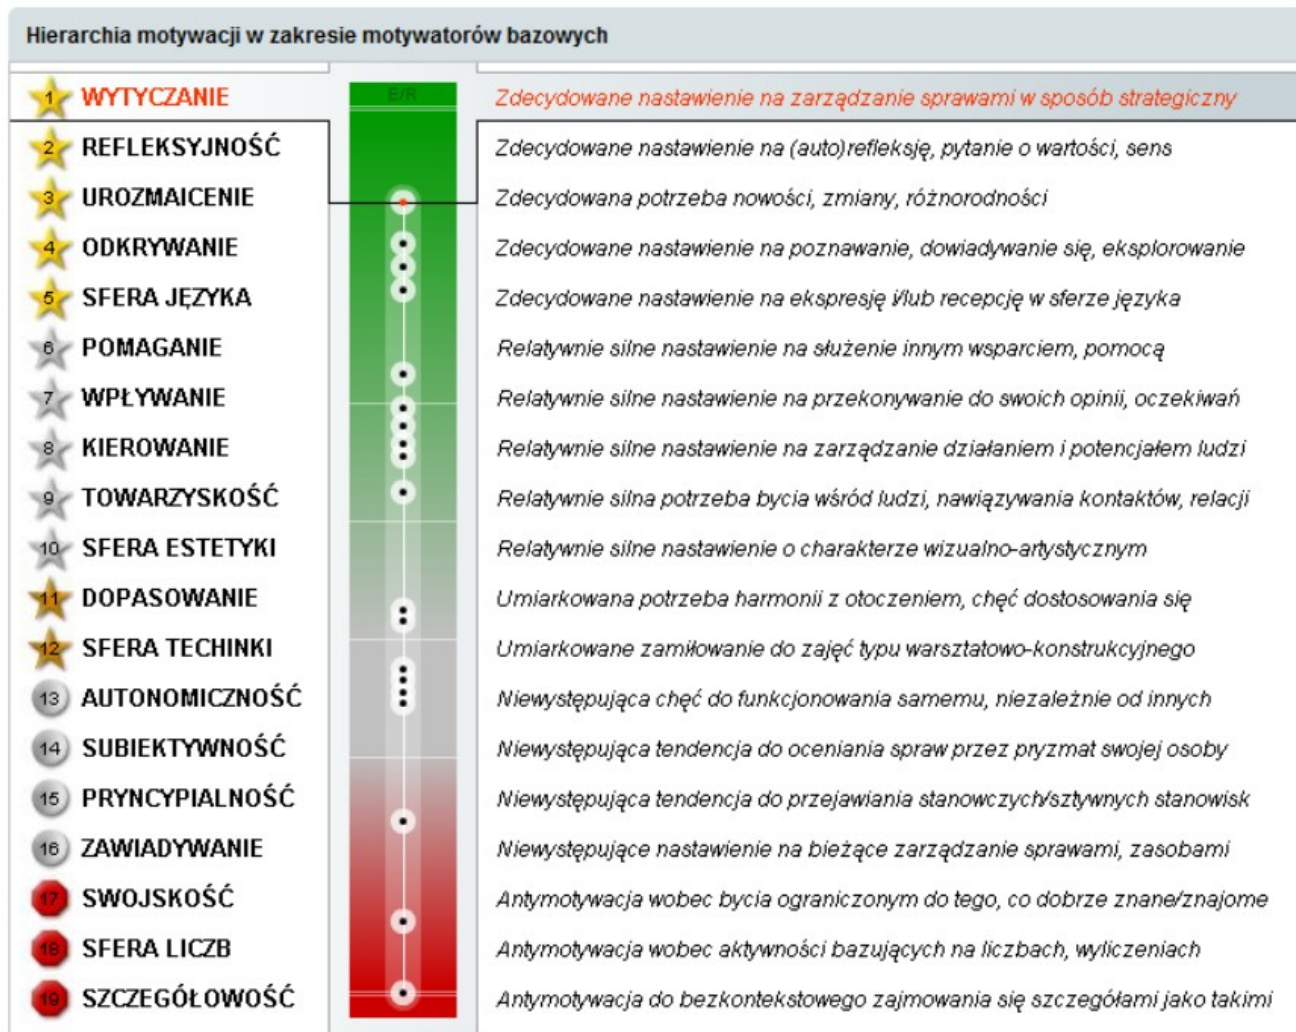 Hierarchia motywacji w zakresie motywatorów bazowych
1 WYTYCZANIE E/R Zdecydowane nastawienie na zarządzanie sprawami w sposób strategiczny
2 REFLEKSYJNOŚĆ Zdecydowane nastawienie na (auto)refleksję, pytanie o wartości, sens
3 UROZMAICENIE Zdecydowana potrzeba nowości, zmiany, różnorodności
4 ODKRYWANIE Zdecydowane nastawienie na poznawanie, dowiadywanie się, eksplorowanie
5 SFERA JĘZYKA Zdecydowane nastawienie na ekspresję i/lub recepcję w sferze języka
6 POMAGANIE Relatywnie silne nastawienie na służenie innym wsparciem, pomocą
7 WPŁYWANIE Relatywnie silne nastawienie na przekonywanie do swoich opinii, oczekiwań
8 KIEROWANIE Relatywnie silne nastawienie na zarządzanie działaniem i potencjałem ludzi
9 TOWARZYSKOŚĆ Relatywnie silna potrzeba bycia wśród ludzi, nawiązywania kontaktów, relacji
10 SFERA ESTETYKI Relatywnie silne nastawienie o charakterze wizualno-artystycznym
11 DOPASOWANIE Umiarkowana potrzeba harmonii z otoczeniem, chęć dostosowania się
12 SFERA TECHINKI Umiarkowane zamiłowanie do zajęć typu warsztatowo-konstrukcyjnego
13 AUTONOMICZNOŚĆ Niewystępująca chęć do funkcjonowania samemu, niezależnie od innych
14 SUBIEKTYWNOŚĆ Niewystępująca tendencja do oceniania spraw przez pryzmat swojej osoby
15 PRYNCYPIALNOŚĆ Niewystępująca tendencja do przejawiania stanowczych/sztywnych stanowisk
16 ZAWIADYWANIE Niewystępujące nastawienie na bieżące zarządzanie sprawami, zasobami
17 SWOJSKOŚĆ Antymotywacja wobec bycia ograniczonym do tego, co dobrze znane/znajome
18 SFERA LICZB Antymotywacja wobec aktywności bazujących na liczbach, wyliczeniach
19 SZCZEGÓŁOWOŚĆ Antymotywacja do bezkontekstowego zajmowania się szczegółami jako takimi